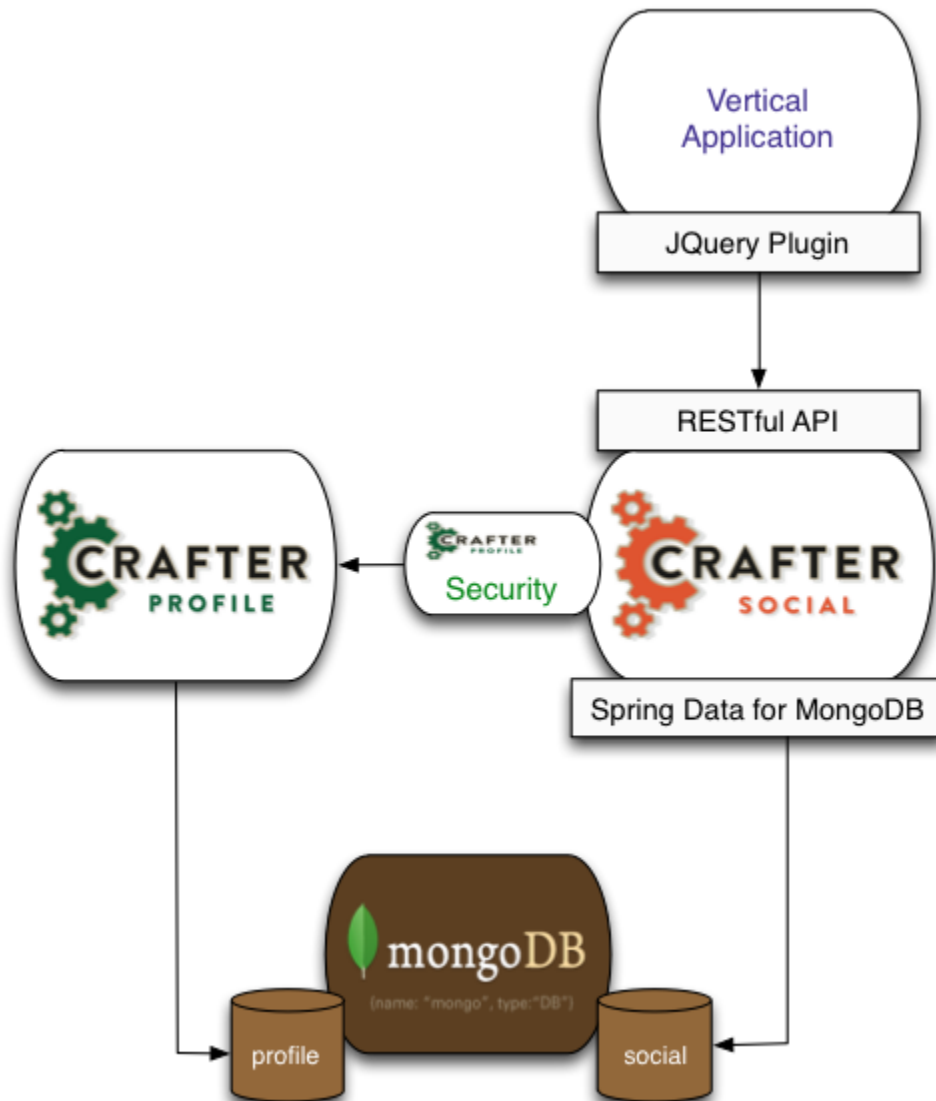 Vertical
Application
JQuery Plugin
RESTful API
CRAFTER
PROFILE
CRAFTER
PROFILE
Security
CRAFTER
SOCIAL
Spring Data for MongoDB
mongoDB
{name: "mongo", type:"DB"}
profile
social